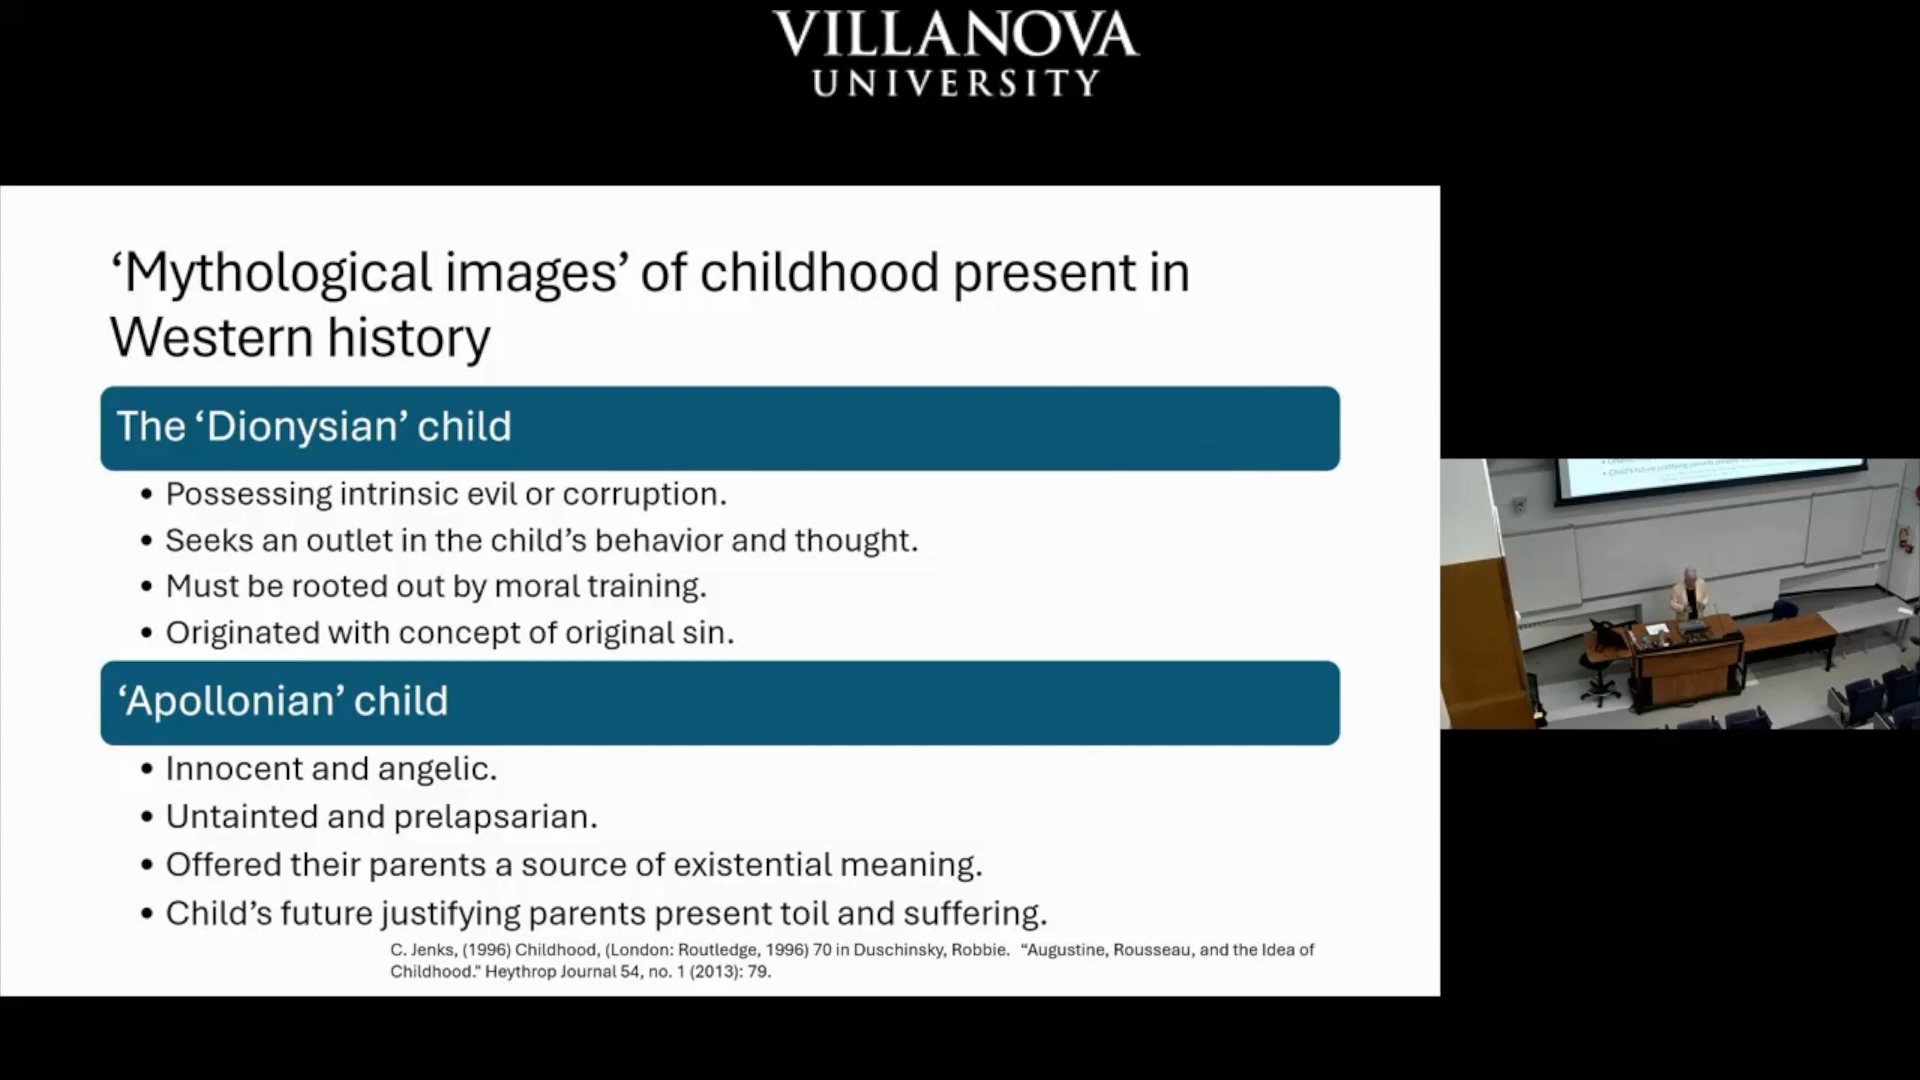 VILLANOVA
UNIVERSITY
‘Mythological images’ of childhood present in
Western history
The ‘Dionysian’ child
• Possessing intrinsic evil or corruption.
• Seeks an outlet in the child’s behavior and thought.
• Must be rooted out by moral training.
• Originated with concept of original sin.
‘Apollonian’ child
• Innocent and angelic.
• Untainted and prelapsarian.
• Offered their parents a source of existential meaning.
• Child’s future justifying parents present toil and suffering.
C. Jenks, (1996) Childhood, (London: Routledge, 1996) 70 in Duschinsky, Robbie. “Augustine, Rousseau, and the Idea of
Childhood.” Heythrop Journal 54, no. 1 (2013): 79.